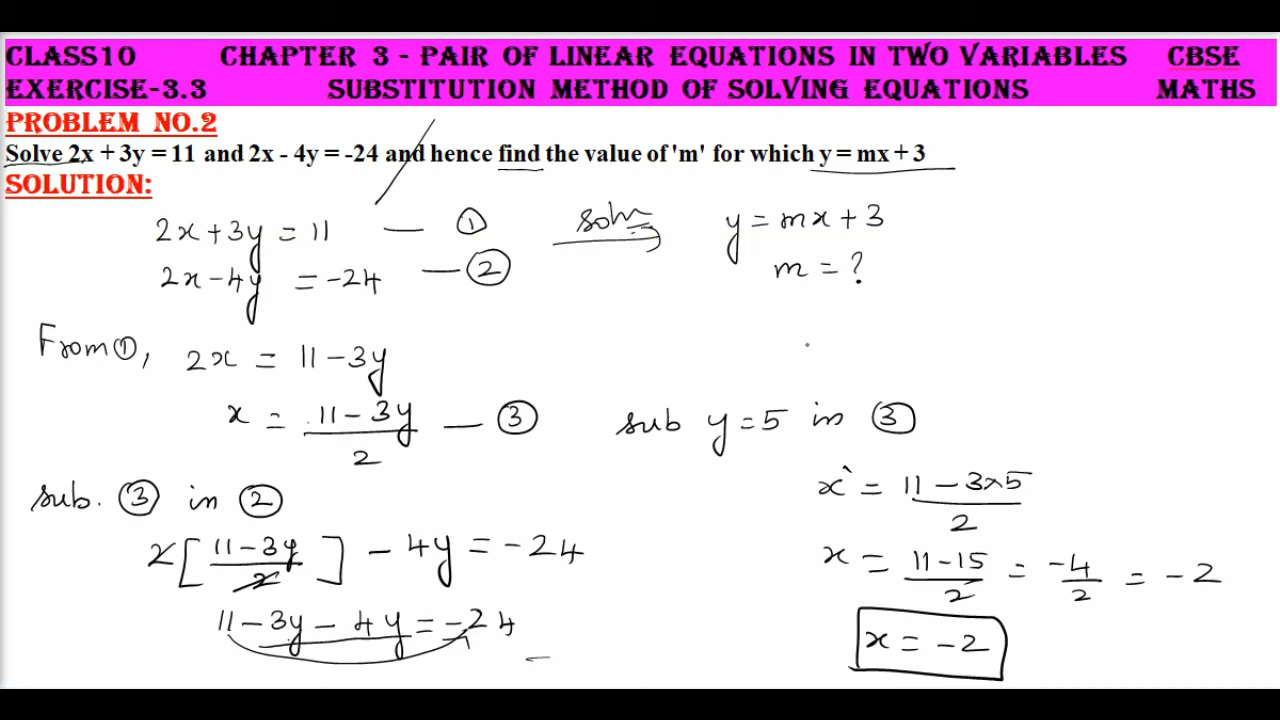 CLASS10 CHAPTER 3 - PAIR OF LINEAR EQUATIONS IN TWO VARIABLES CBSE
EXERCISE-3.3 SUBSTITUTION METHOD OF SOLVING EQUATIONS MATHS
PROBLEM NO.2
Solve 2x + 3y = 11 and 2x - 4y = -24 and hence find the value of 'm' for which y = mx + 3
SOLUTION:
2x + 3y = 11 — ①
2x - 4y = -24 — ②
soln
y = mx + 3
m = ?
From ①, 2x = 11 - 3y
x = (11 - 3y)/2 — ③
sub. ③ in ②
2[(11 - 3y)/2] - 4y = -24
11 - 3y - 4y = -24
sub y = 5 in ③
x = (11 - 3×5)/2
x = (11 - 15)/2 = -4/2 = -2
x = -2